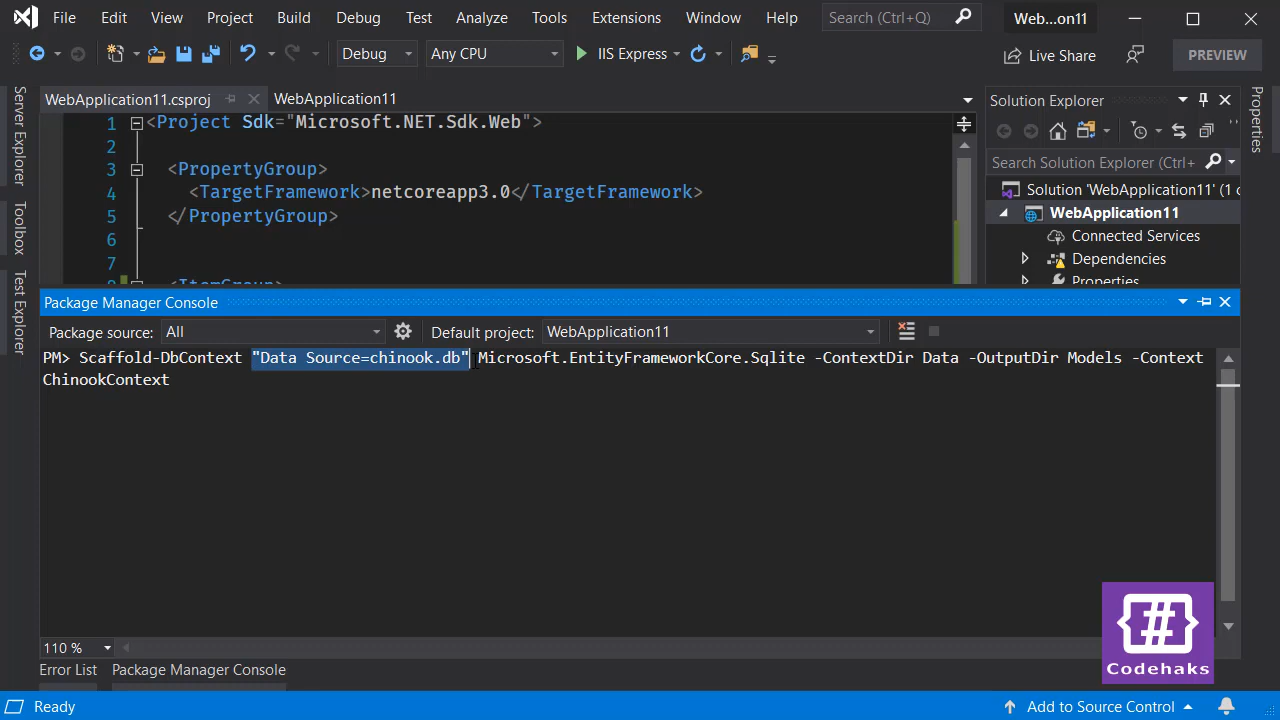 File Edit View Project Build Debug Test Analyze Tools Extensions Window Help Search (Ctrl+Q) Web...on11
Debug Any CPU IIS Express Live Share PREVIEW
Server Explorer
Toolbox
Test Explorer
WebApplication11.csproj WebApplication11
1 <Project Sdk="Microsoft.NET.Sdk.Web">
2
3 <PropertyGroup>
4 <TargetFramework>netcoreapp3.0</TargetFramework>
5 </PropertyGroup>
6
7
8 <ItemGroup>
Solution Explorer
Search Solution Explorer (Ctrl+
Solution 'WebApplication11' (1 o
WebApplication11
Connected Services
Dependencies
Properties
Properties
Package Manager Console
Package source: All Default project: WebApplication11
PM> Scaffold-DbContext "Data Source=chinook.db" Microsoft.EntityFrameworkCore.Sqlite -ContextDir Data -OutputDir Models -Context
ChinookContext
#
Codehaks
110 %
Error List Package Manager Console
Ready Add to Source Control